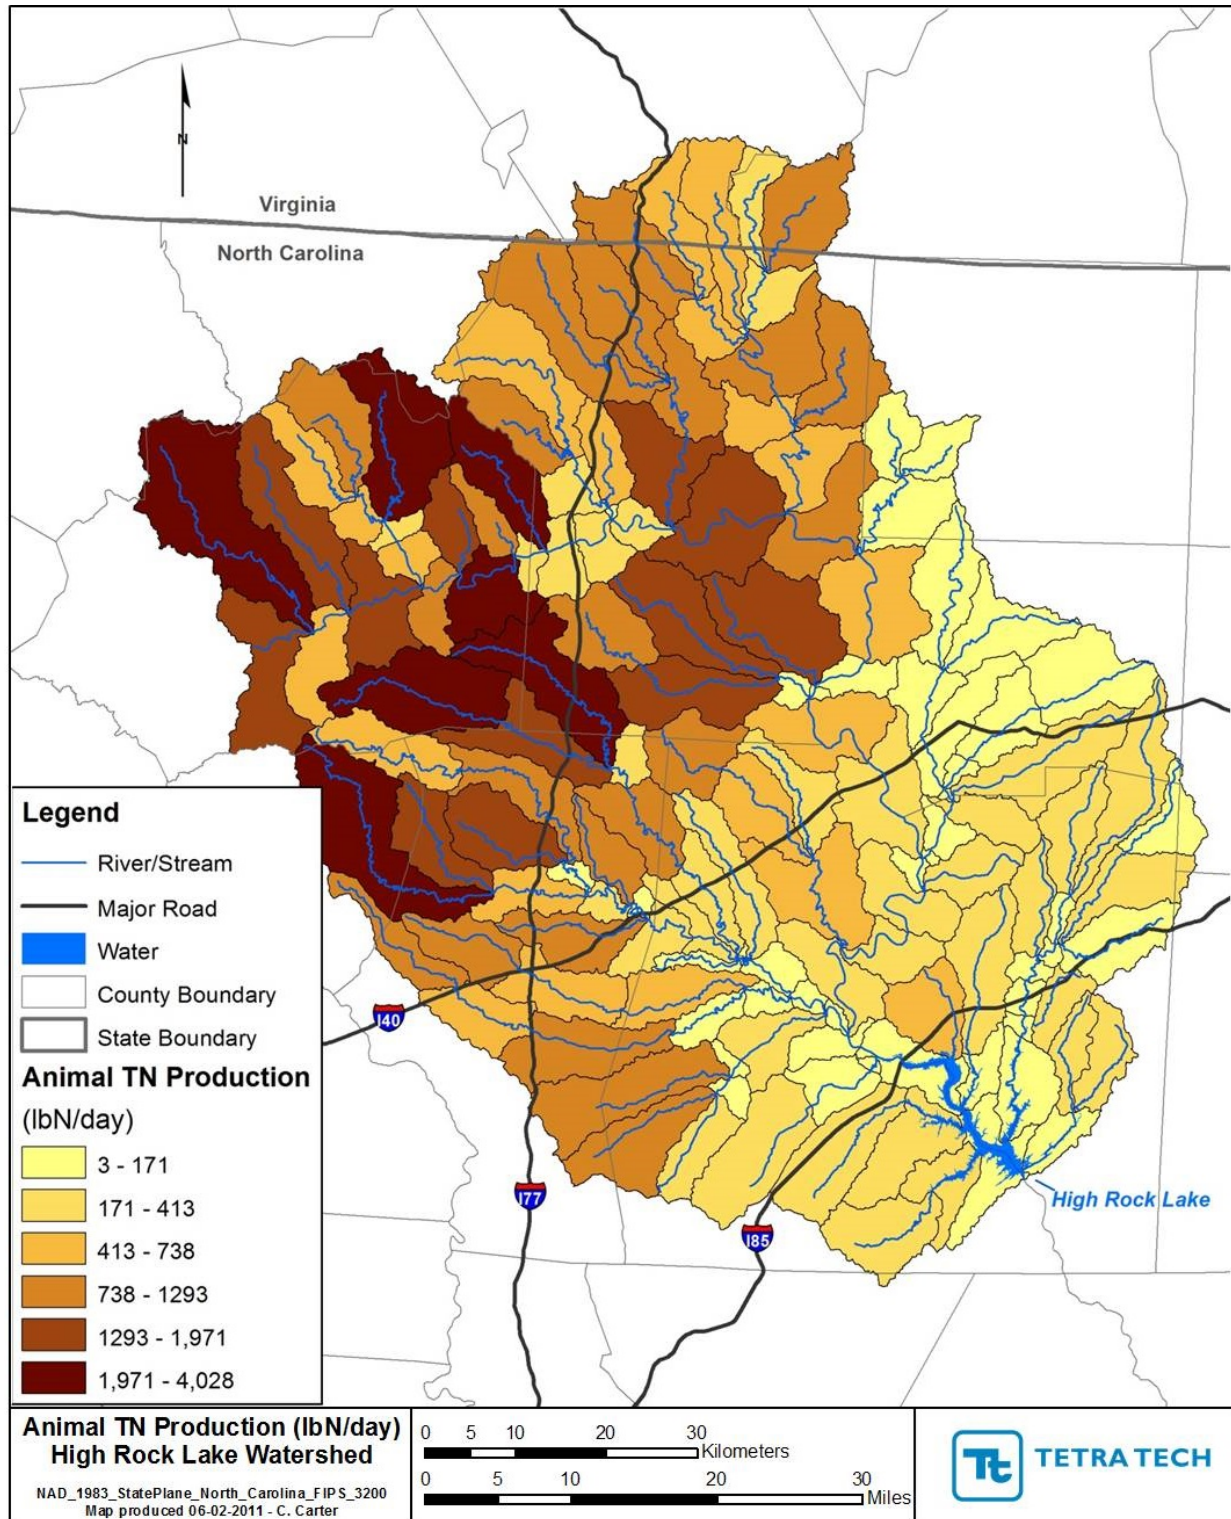 N
Virginia
North Carolina
Legend
River/Stream
Major Road
Water
County Boundary
State Boundary
Animal TN Production
(lbN/day)
3 - 171
171 - 413
413 - 738
738 - 1293
1293 - 1,971
1,971 - 4,028
I40
I77
I85
High Rock Lake
Animal TN Production (lbN/day)
High Rock Lake Watershed
NAD_1983_StatePlane_North_Carolina_FIPS_3200
Map produced 06-02-2011 - C. Carter
0 5 10 20 30
Kilometers
0 5 10 20 30
Miles
Tt TETRA TECH